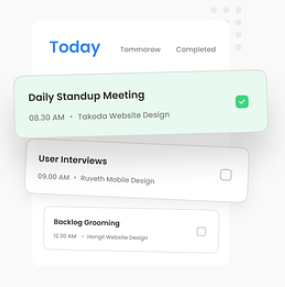 Today
Tommorow
Completed
Daily Standup Meeting
08.30 AM • Takoda Website Design
User Interviews
09.00 AM • Ruveth Mobile Design
Backlog Grooming
12.30 AM • Hangli Website Design